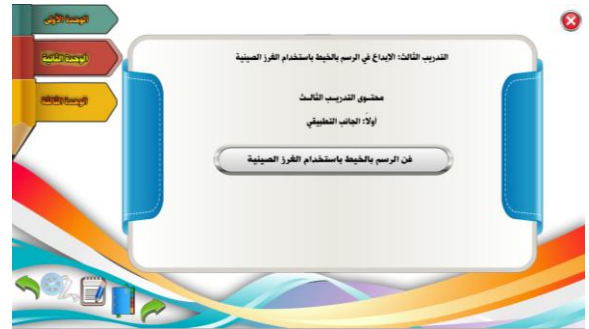 الوحدة الأولى
الوحدة الثانية
الوحدة الثالثة
التدريب الثالث: الإبداع في الرسم بالخيط باستخدام الغرز الصينية
محتوى التدريب الثالث
أولاً: الجانب التطبيقي
فن الرسم بالخيط باستخدام الغرز الصينية